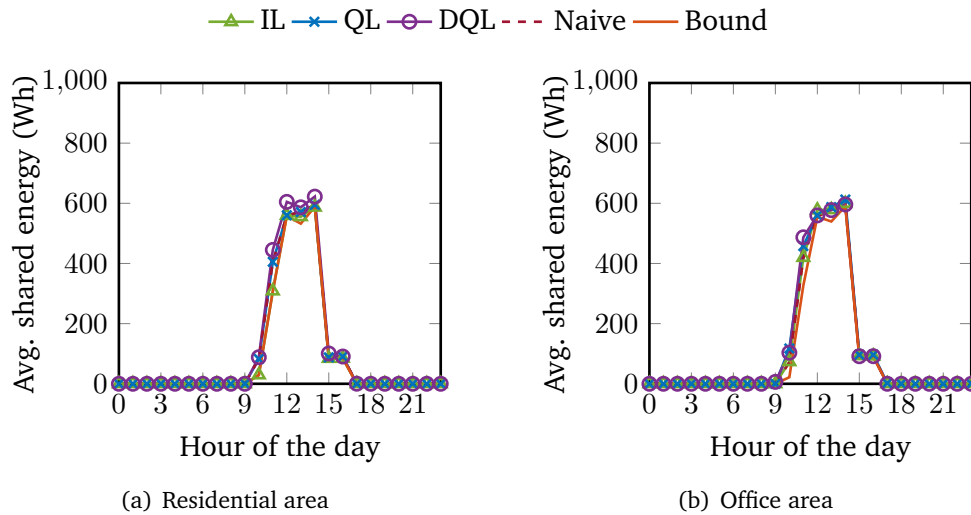 IL QL DQL Naive Bound
Avg. shared energy (Wh)
1,000
800
600
400
200
0
0 3 6 9 12 15 18 21
Hour of the day
(a) Residential area
Avg. shared energy (Wh)
1,000
800
600
400
200
0
0 3 6 9 12 15 18 21
Hour of the day
(b) Office area